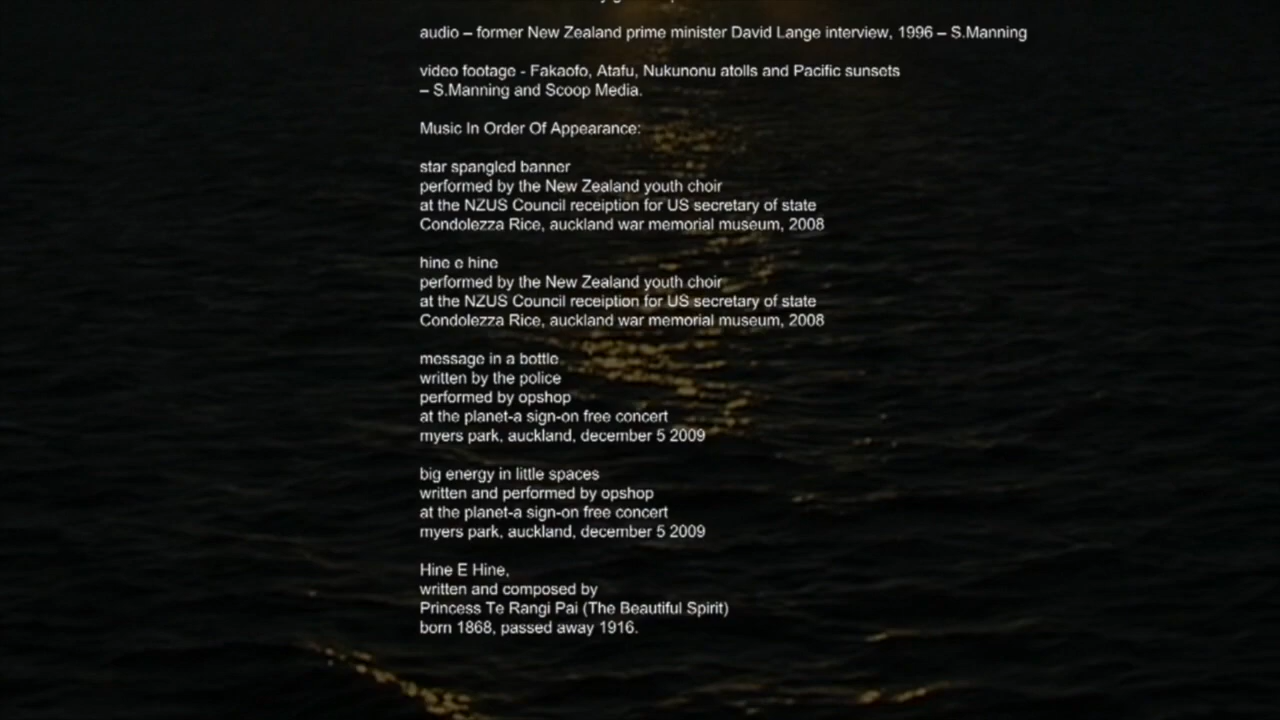 audio – former New Zealand prime minister David Lange interview, 1996 – S.Manning
video footage - Fakaofo, Atafu, Nukunonu atolls and Pacific sunsets
– S.Manning and Scoop Media.
Music In Order Of Appearance:
star spangled banner
performed by the New Zealand youth choir
at the NZUS Council receiption for US secretary of state
Condolezza Rice, auckland war memorial museum, 2008
hine e hine
performed by the New Zealand youth choir
at the NZUS Council receiption for US secretary of state
Condolezza Rice, auckland war memorial museum, 2008
message in a bottle
written by the police
performed by opshop
at the planet-a sign-on free concert
myers park, auckland, december 5 2009
big energy in little spaces
written and performed by opshop
at the planet-a sign-on free concert
myers park, auckland, december 5 2009
Hine E Hine,
written and composed by
Princess Te Rangi Pai (The Beautiful Spirit)
born 1868, passed away 1916.